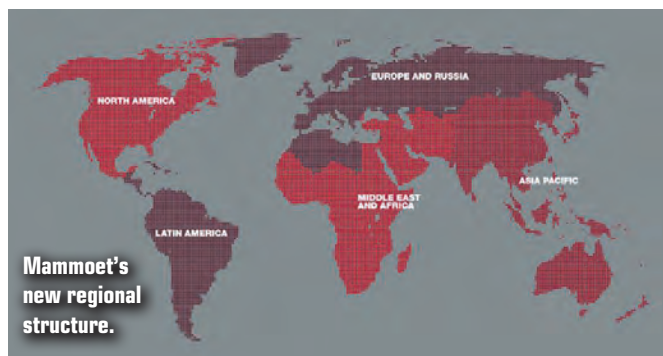 EUROPE AND RUSSIA
NORTH AMERICA
ASIA PACIFIC
MIDDLE EAST
AND AFRICA
LATIN AMERICA
Mammoet's
new regional
structure.